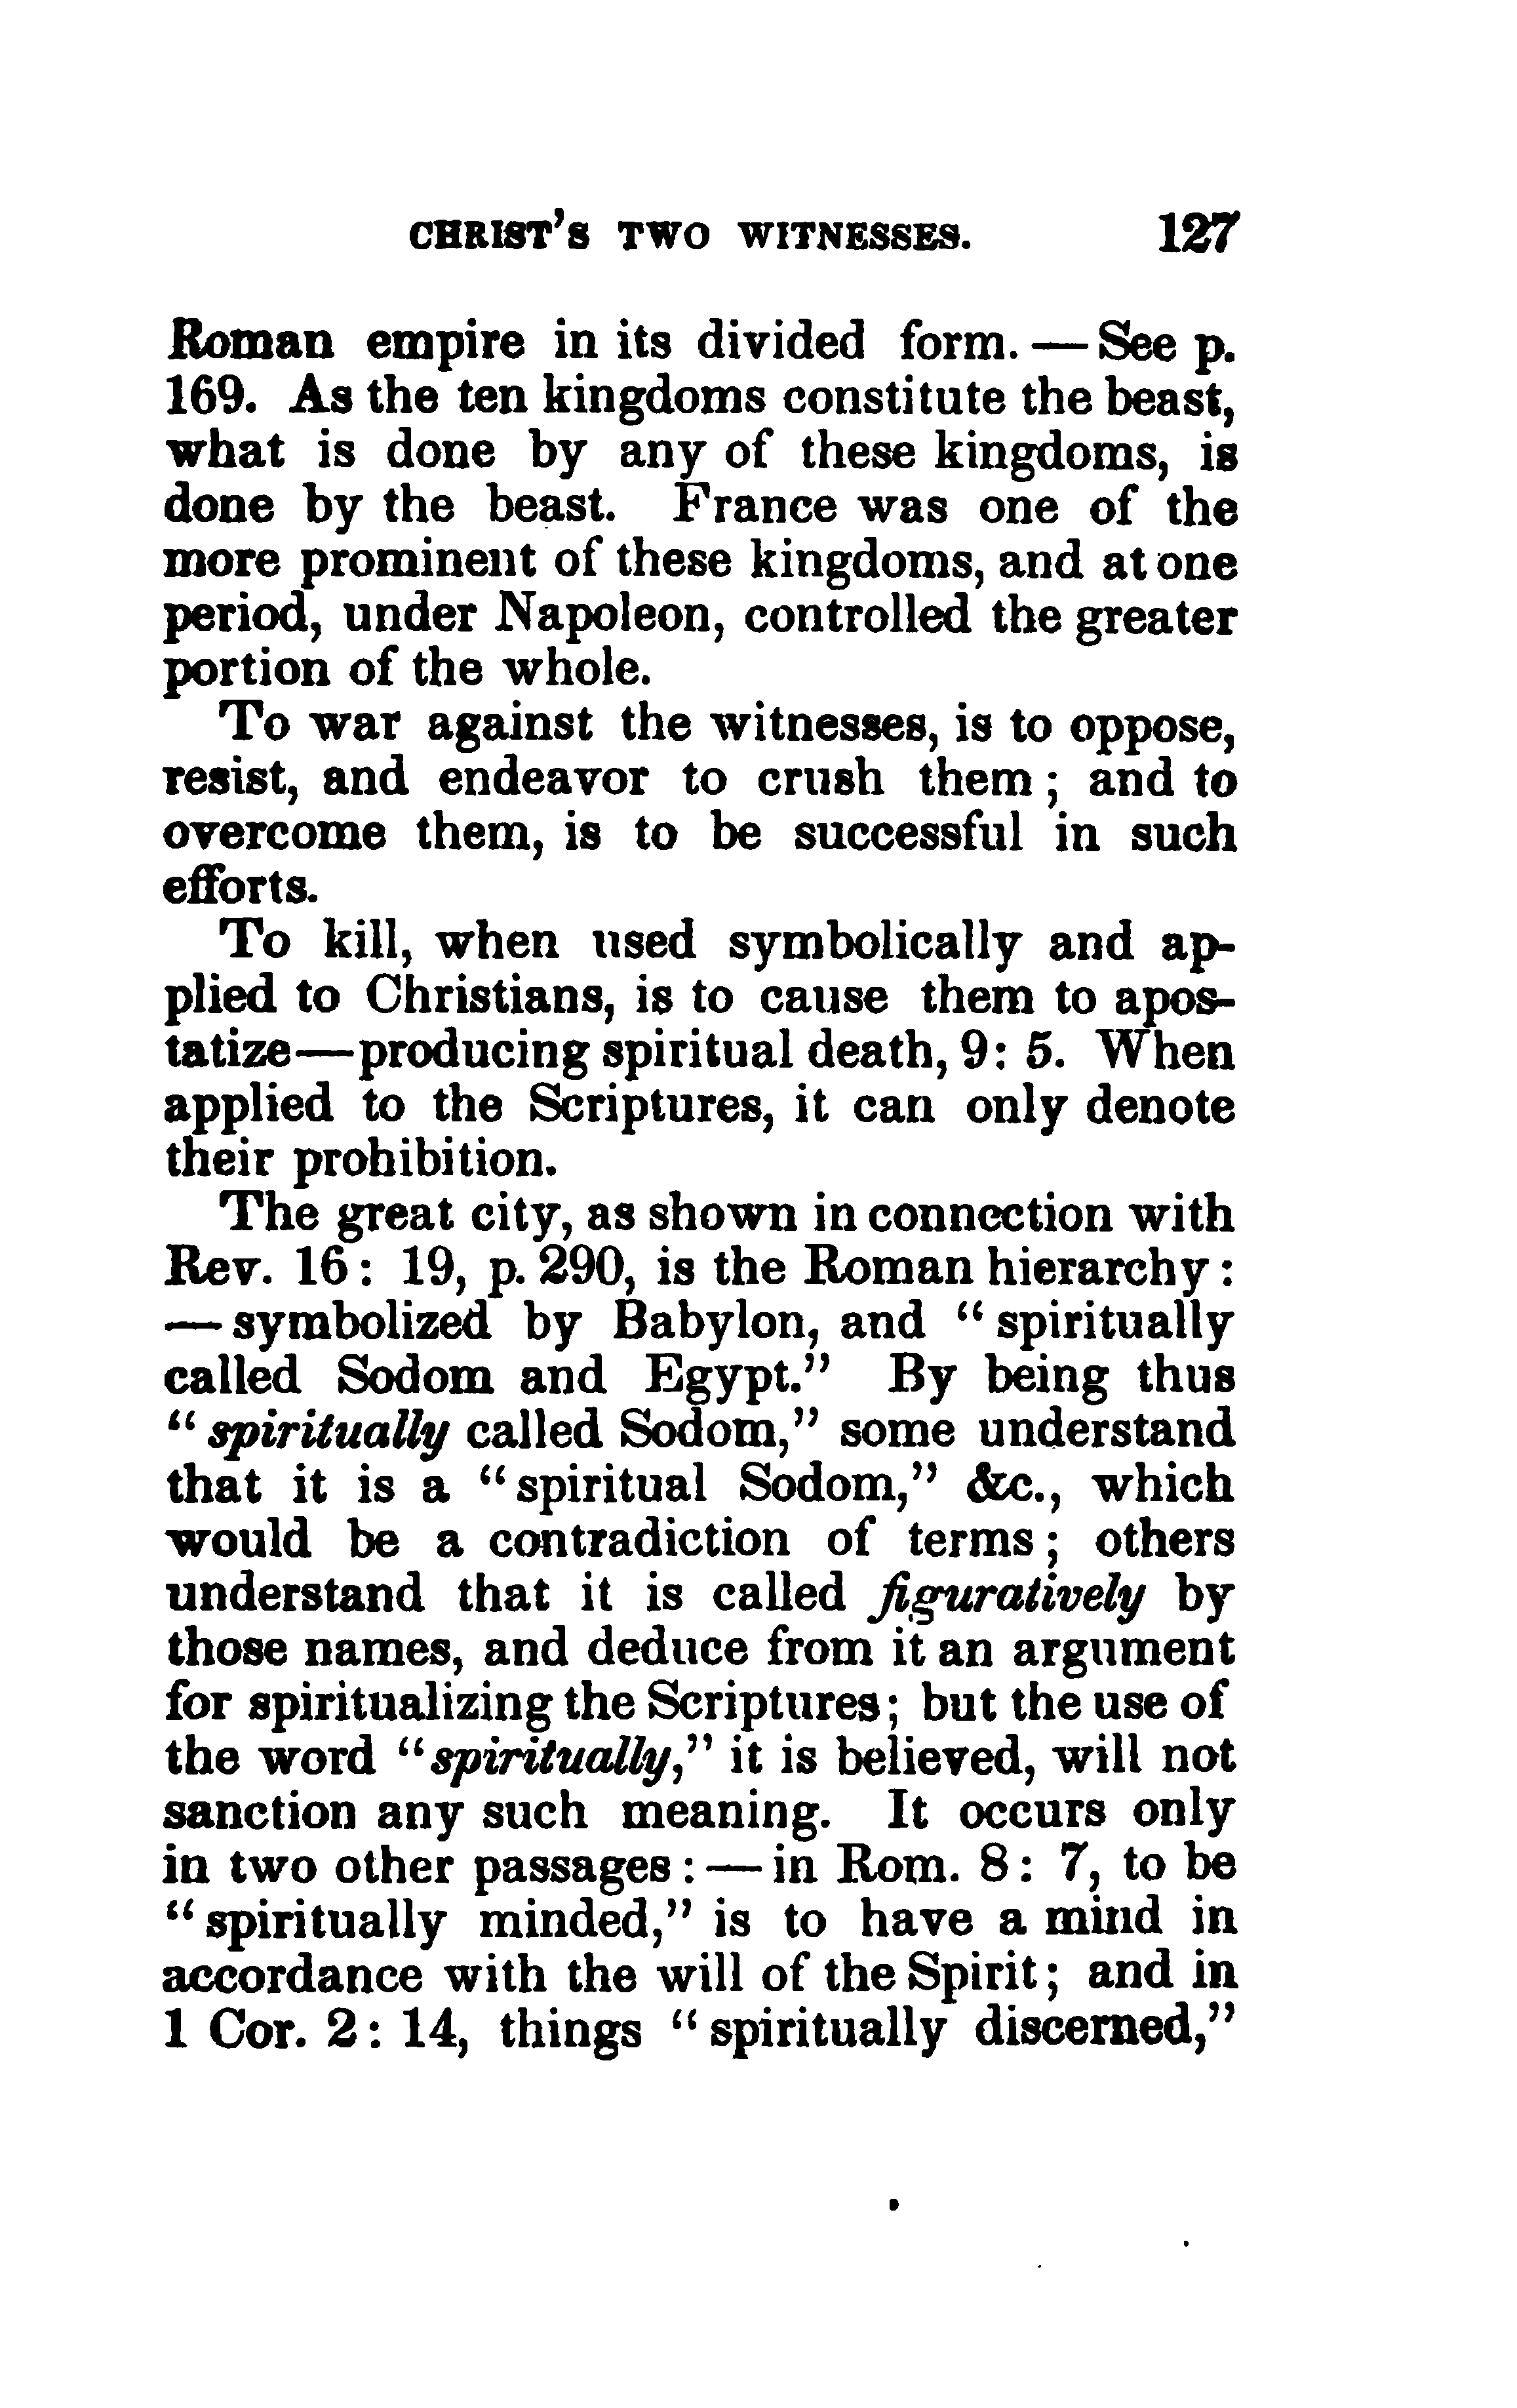 CHRIST'S TWO WITNESSES. 127
Roman empire in its divided form. — See p.
169. As the ten kingdoms constitute the beast,
what is done by any of these kingdoms, is
done by the beast. France was one of the
more prominent of these kingdoms, and at one
period, under Napoleon, controlled the greater
portion of the whole.
To war against the witnesses, is to oppose,
resist, and endeavor to crush them ; and to
overcome them, is to be successful in such
efforts.
To kill, when used symbolically and ap-
plied to Christians, is to cause them to apos-
tatize—producing spiritual death, 9: 5. When
applied to the Scriptures, it can only denote
their prohibition.
The great city, as shown in connection with
Rev. 16: 19, p. 290, is the Roman hierarchy :
— symbolized by Babylon, and “ spiritually
called Sodom and Egypt.” By being thus
“ spiritually called Sodom,” some understand
that it is a “ spiritual Sodom,” &c., which
would be a contradiction of terms ; others
understand that it is called figuratively by
those names, and deduce from it an argument
for spiritualizing the Scriptures ; but the use of
the word “spiritually,” it is believed, will not
sanction any such meaning. It occurs only
in two other passages : — in Rom. 8: 7, to be
“ spiritually minded,” is to have a mind in
accordance with the will of the Spirit ; and in
1 Cor. 2: 14, things “ spiritually discerned,”